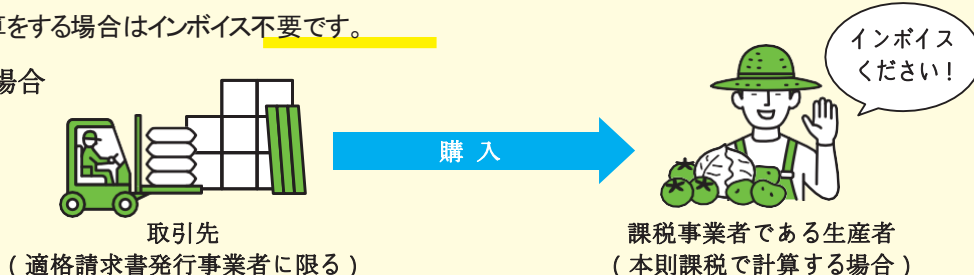 算をする場合はインボイス不要です。
場合
インボイス
ください！
購入
取引先
（適格請求書発行事業者に限る）
課税事業者である生産者
（本則課税で計算する場合）